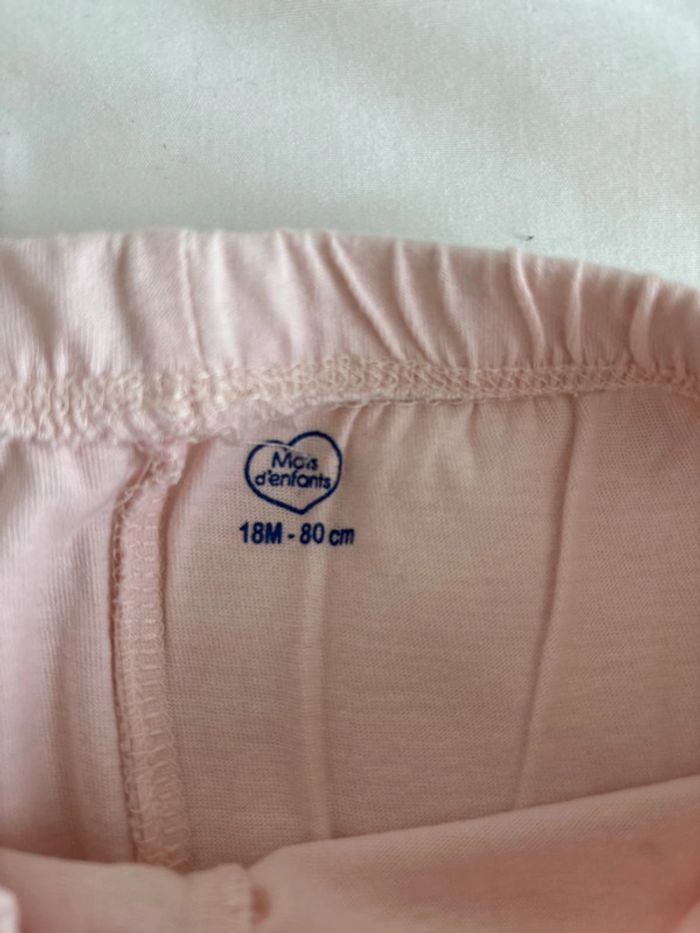 Mots
d'enfants
18M - 80 cm